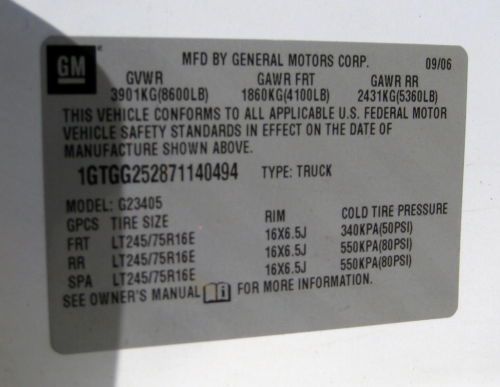 GM
MFD BY GENERAL MOTORS CORP. 09/06
GVWR GAWR FRT GAWR RR
3901KG(8600LB) 1860KG(4100LB) 2431KG(5360LB)
THIS VEHICLE CONFORMS TO ALL APPLICABLE U.S. FEDERAL MOTOR
VEHICLE SAFETY STANDARDS IN EFFECT ON THE DATE OF
MANUFACTURE SHOWN ABOVE.
1GTGG252871140494 TYPE: TRUCK
MODEL: G23405
GPCS TIRE SIZE RIM COLD TIRE PRESSURE
FRT LT245/75R16E 16X6.5J 340KPA(50PSI)
RR LT245/75R16E 16X6.5J 550KPA(80PSI)
SPA LT245/75R16E 16X6.5J 550KPA(80PSI)
SEE OWNER'S MANUAL i FOR MORE INFORMATION.